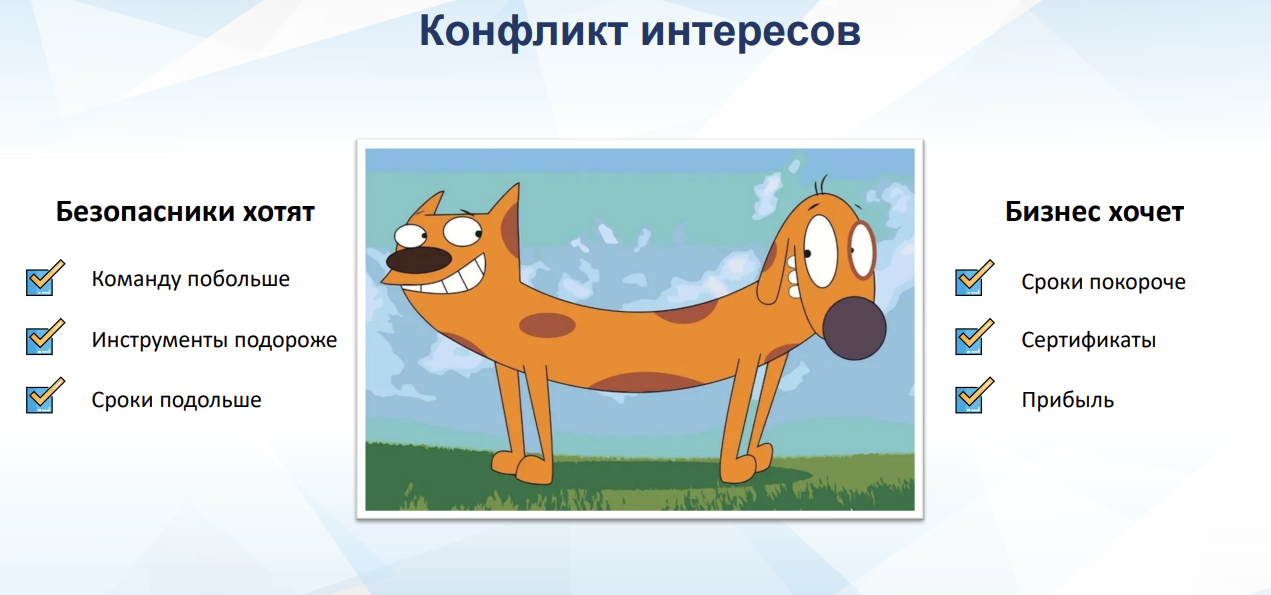 Конфликт интересов
Безопасники хотят
Команду побольше
Инструменты подороже
Сроки подольше
Бизнес хочет
Сроки покороче
Сертификаты
Прибыль